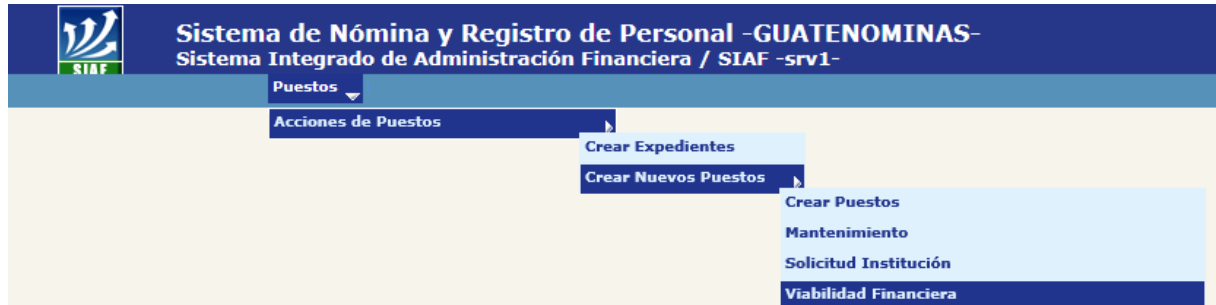 Sistema de Nómina y Registro de Personal -GUATENOMINAS-
Sistema Integrado de Administración Financiera / SIAF -srv1-
SIAF
Puestos
Acciones de Puestos
Crear Expedientes
Crear Nuevos Puestos
Crear Puestos
Mantenimiento
Solicitud Institución
Viabilidad Financiera